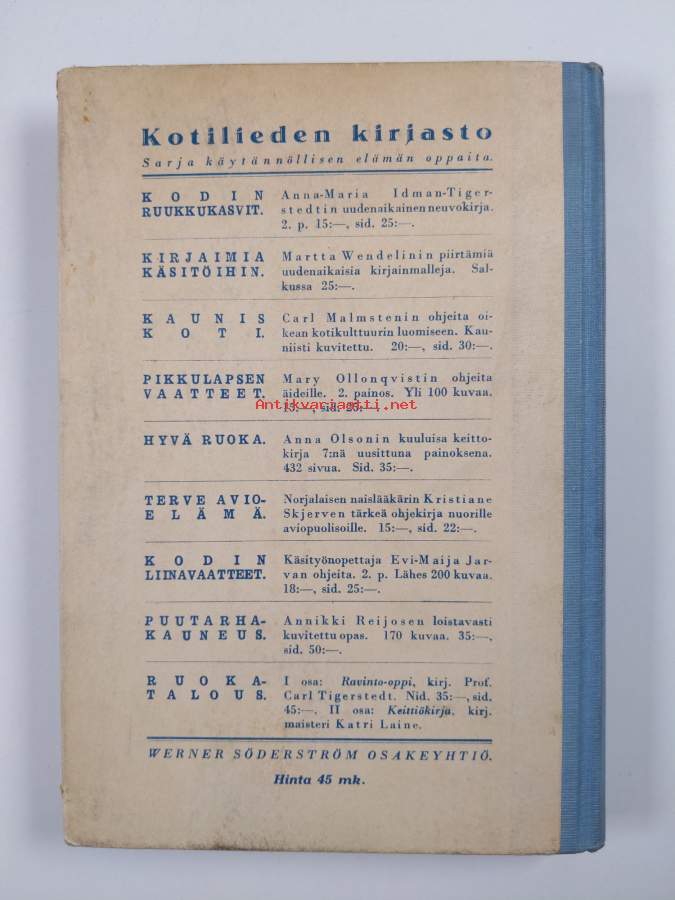 Kotilieden kirjasto
Sarja käytännöllisen elämän oppaita.
KODIN
RUUKKUKASVIT.
Anna-Maria Idman-Tiger-
stedtin uudenaikainen neuvokirja.
2. p. 15:—, sid. 25:—.
KIRJAIMIA
KÄSITÖIHIN.
Martta Wendelinin piirtämiä
uudenaikaisia kirjainmalleja. Sal-
kussa 25:—.
KAUNIS
KOTI.
Carl Malmstenin ohjeita oi-
kean kotikulttuurin luomiseen. Kau-
niisti kuvitettu. 20:—, sid. 30:—.
PIKKULAPSEN
VAATTEET.
Mary Ollonqvistin ohjeita
äideille. 2. painos. Yli 100 kuvaa.
15:—, sid. 25:—.
Antikvariaatti.net
HYVÄ RUOKA.
Anna Olsonin kuuluisa keitto-
kirja 7:nä uusittuna painoksena.
432 sivua. Sid. 35:—.
TERVE AVIO-
ELÄMÄ.
Norjalaisen naislääkärin Kristiane
Skjerven tärkeä ohjekirja nuorille
aviopuolisoille. 15:—, sid. 22:—.
KODIN
LIINAVAATTEET.
Käsityönopettaja Evi-Maija Jar-
van ohjeita. 2. p. Lähes 200 kuvaa.
18:—, sid. 25:—.
PUUTARHA-
KAUNEUS.
Annikki Reijosen loistavasti
kuvitettu opas. 170 kuvaa. 35:—,
sid. 50:—.
RUOKA-
TALOUS.
I osa: Ravinto-oppi, kirj. Prof.
Carl Tigerstedt. Nid. 35:—, sid.
45:—. II osa: Keittiökirja, kirj.
maisteri Katri Laine.
WERNER SÖDERSTRÖM OSAKEYHTIÖ.
Hinta 45 mk.